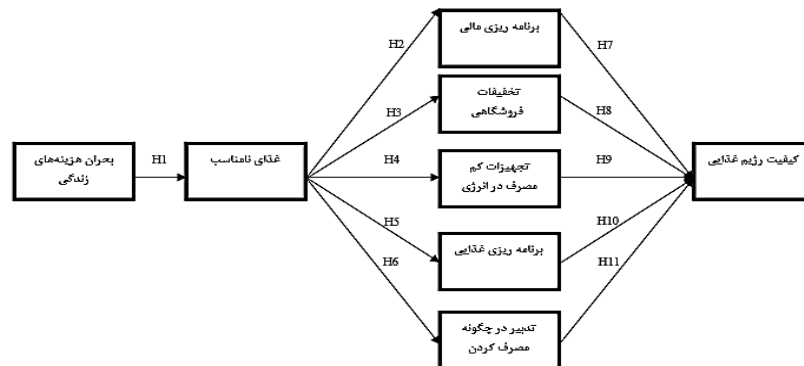 برنامه ریزی مالی
H2
H7
تخفیفات
فروشگاهی
H3
H8
بحران هزینه‌های
زندگی
H1
غذای نامناسب
H4
تجهیزات کم
مصرف در انرژی
H9
کیفیت رژیم غذایی
H5
برنامه ریزی غذایی
H10
H6
H11
تدبیر در چگونه
مصرف کردن